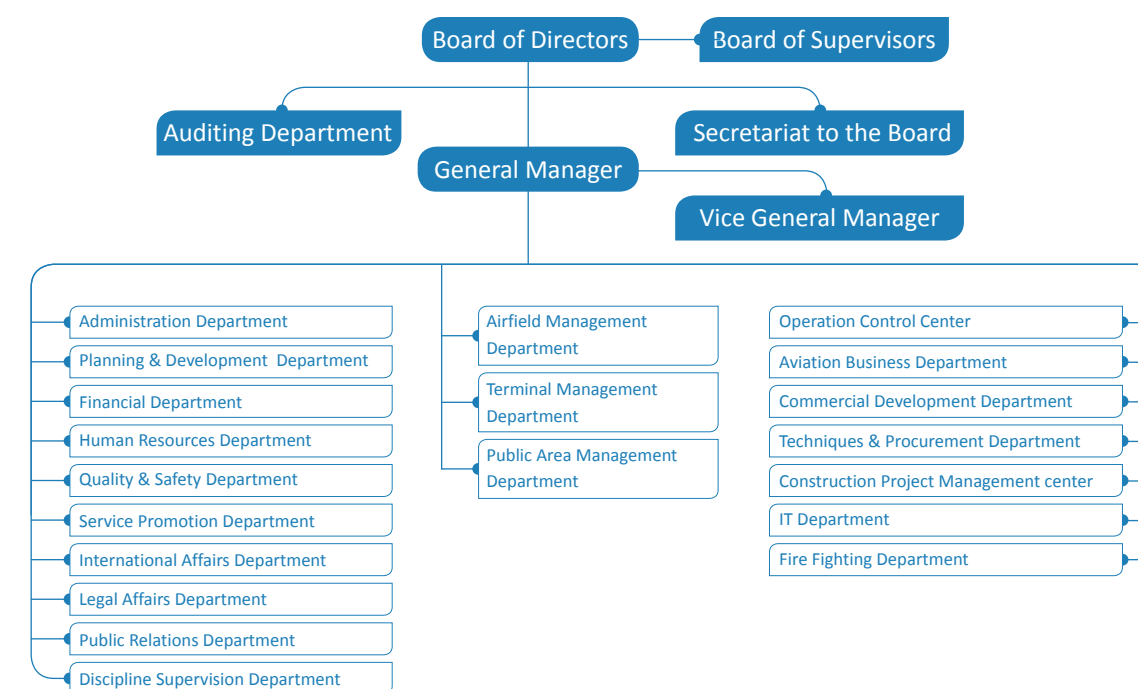 Board of Directors
Board of Supervisors
Auditing Department
Secretariat to the Board
General Manager
Vice General Manager
Administration Department
Planning & Development Department
Financial Department
Human Resources Department
Quality & Safety Department
Service Promotion Department
International Affairs Department
Legal Affairs Department
Public Relations Department
Discipline Supervision Department
Airfield Management
Department
Terminal Management
Department
Public Area Management
Department
Operation Control Center
Aviation Business Department
Commercial Development Department
Techniques & Procurement Department
Construction Project Management center
IT Department
Fire Fighting Department